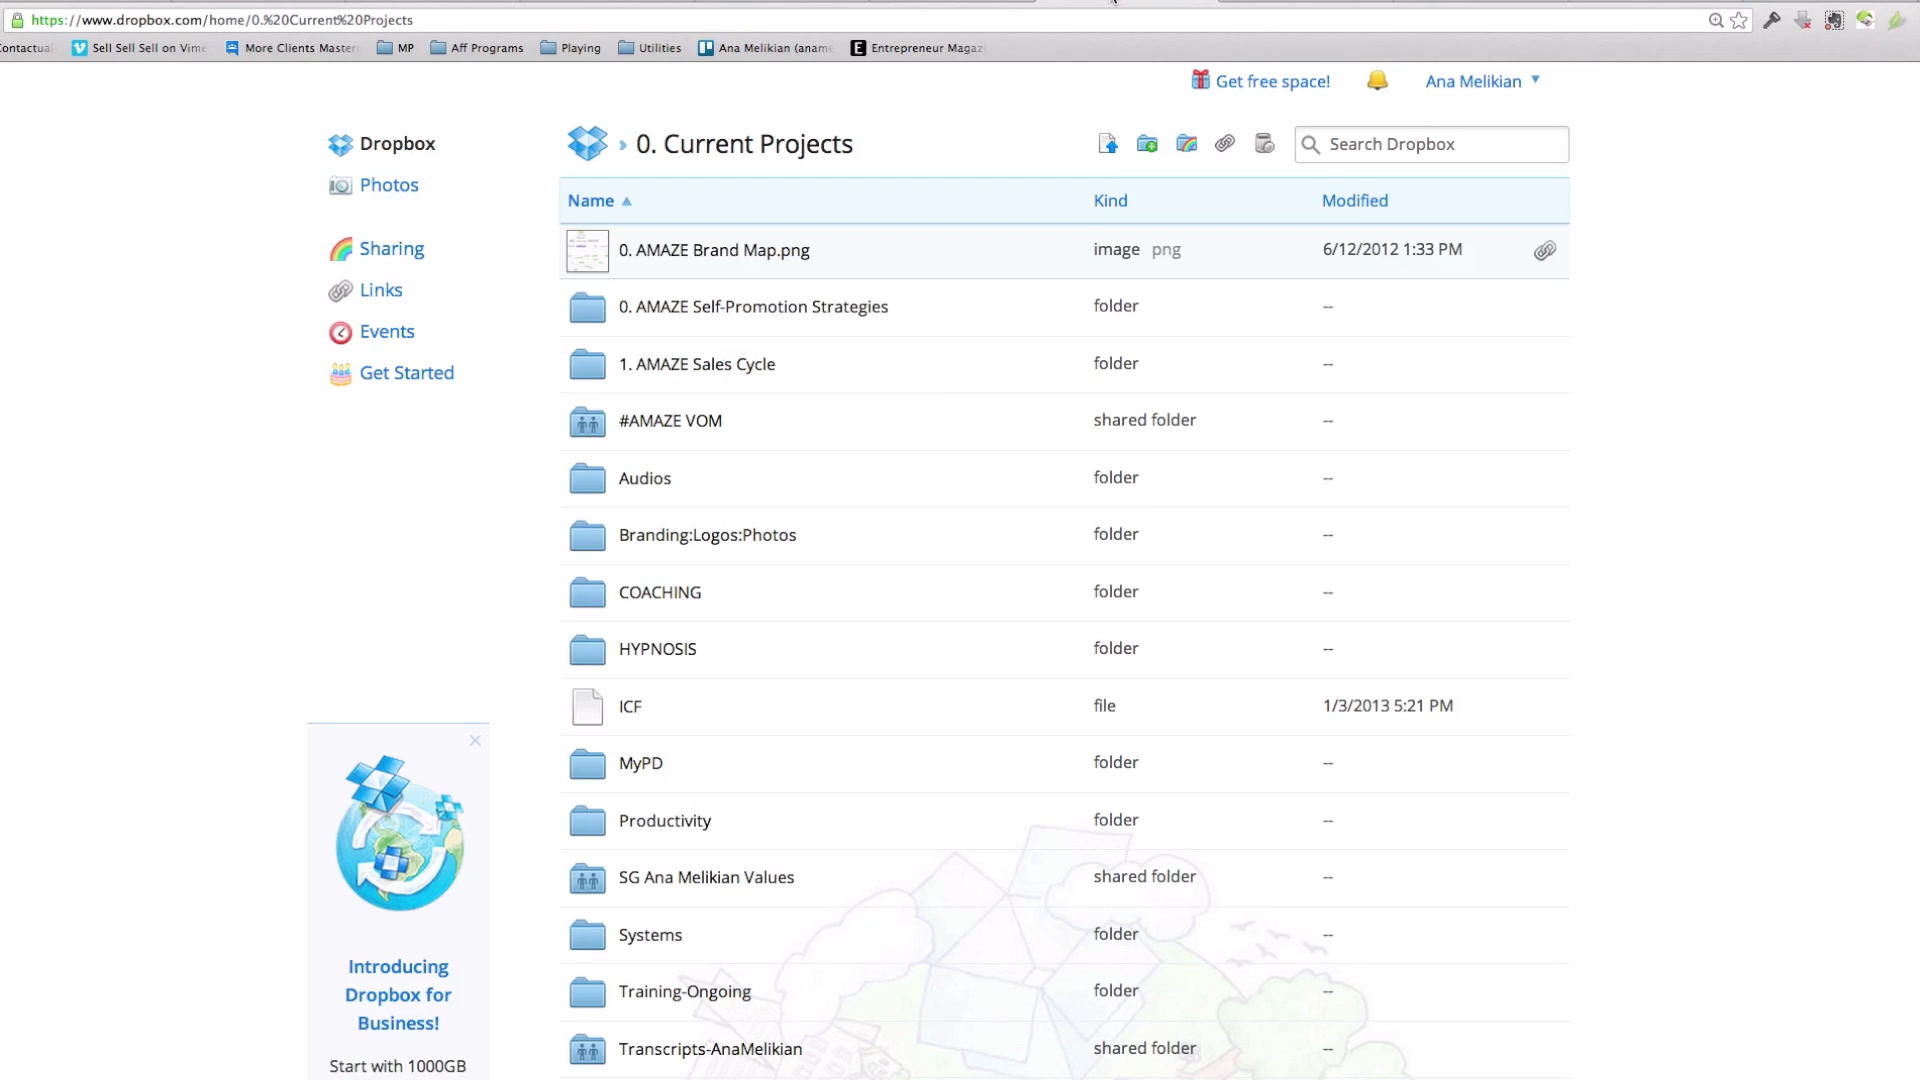 https://www.dropbox.com/home/0.%20Current%20Projects
Contactual Sell Sell Sell on Vime More Clients Master MP Aff Programs Playing Utilities Ana Melikian (aname E Entrepreneur Magaz
Get free space! Ana Melikian
Dropbox
Photos
Sharing
Links
Events
Get Started
0. Current Projects
Search Dropbox
Name Kind Modified
0. AMAZE Brand Map.png image png 6/12/2012 1:33 PM
0. AMAZE Self-Promotion Strategies folder --
1. AMAZE Sales Cycle folder --
#AMAZE VOM shared folder --
Audios folder --
Branding:Logos:Photos folder --
COACHING folder --
HYPNOSIS folder --
ICF file 1/3/2013 5:21 PM
MyPD folder --
Productivity folder --
SG Ana Melikian Values shared folder --
Systems folder --
Training-Ongoing folder --
Transcripts-AnaMelikian shared folder --
Introducing
Dropbox for
Business!
Start with 1000GB